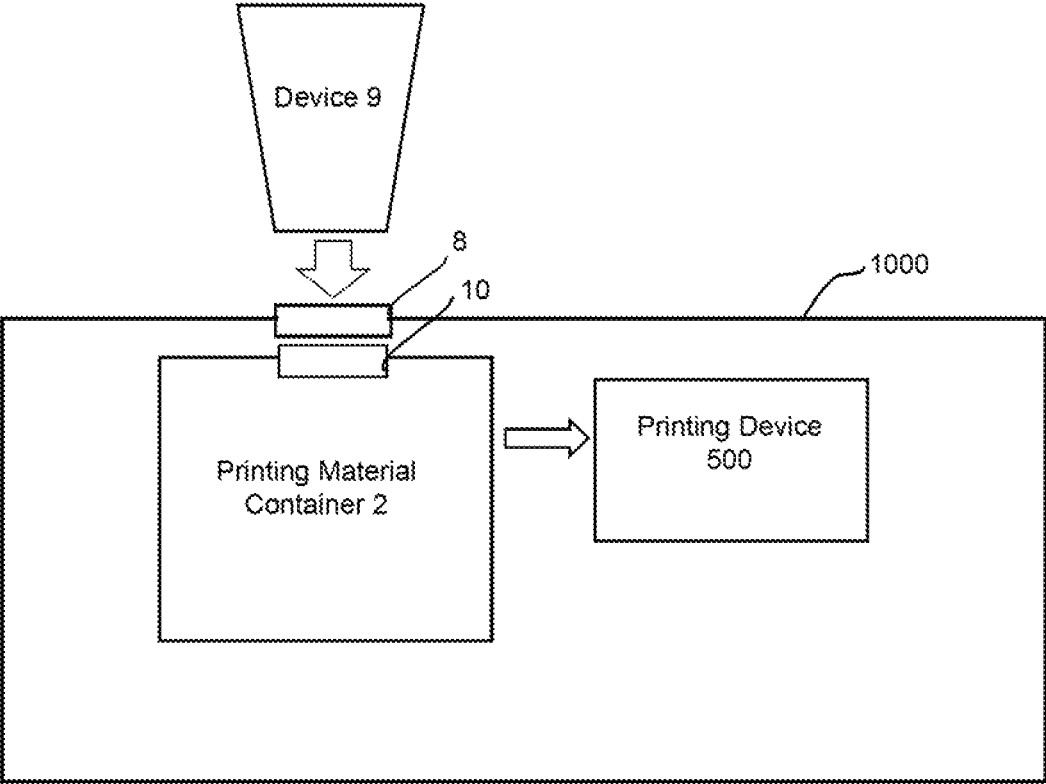 Device 9
8
1000
10
Printing Device
500
Printing Material
Container 2